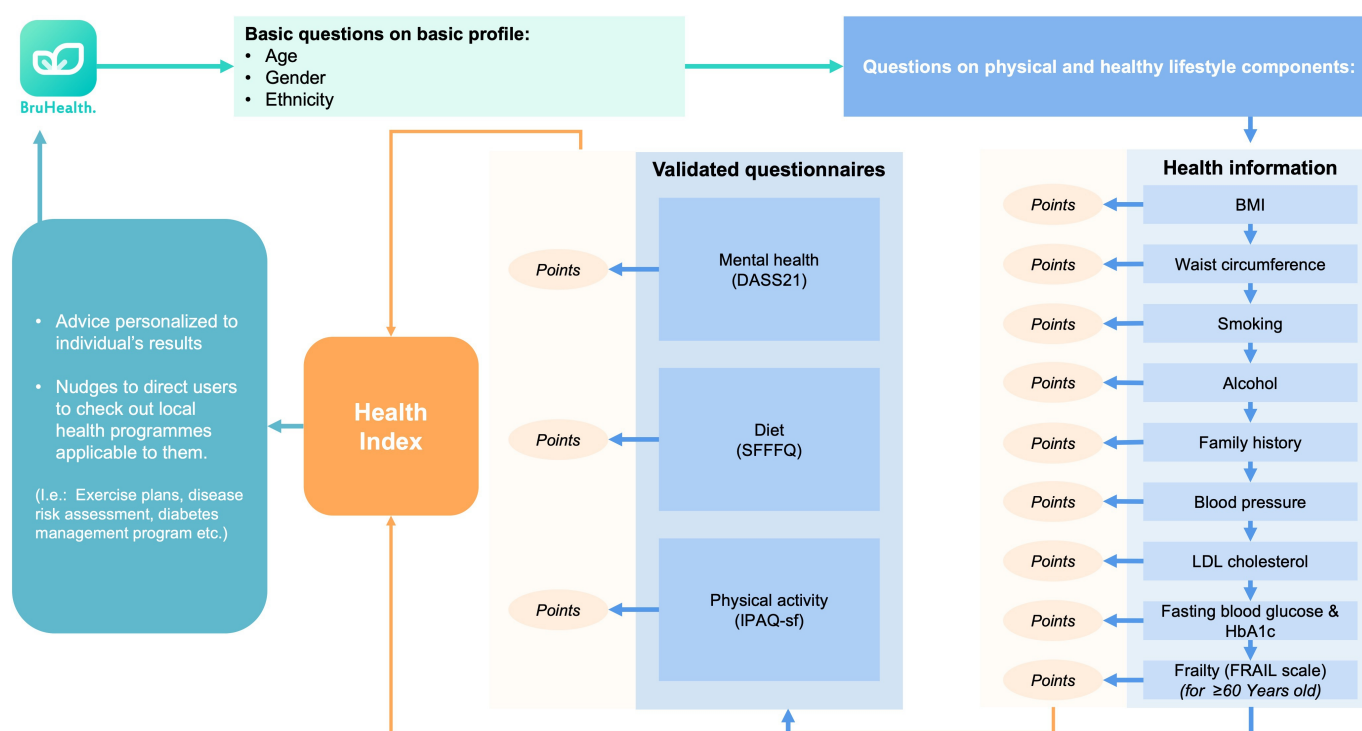 BruHealth.
Basic questions on basic profile:
• Age
• Gender
• Ethnicity
Questions on physical and healthy lifestyle components:
• Advice personalized to
individual's results
• Nudges to direct users
to check out local
health programmes
applicable to them.
(I.e.: Exercise plans, disease
risk assessment, diabetes
management program etc.)
Health
Index
Validated questionnaires
Points
Mental health
(DASS21)
Points
Diet
(SFFFQ)
Points
Physical activity
(IPAQ-sf)
Health information
Points
BMI
Points
Waist circumference
Points
Smoking
Points
Alcohol
Points
Family history
Points
Blood pressure
Points
LDL cholesterol
Points
Fasting blood glucose &
HbA1c
Points
Frailty (FRAIL scale)
(for ≥60 Years old)